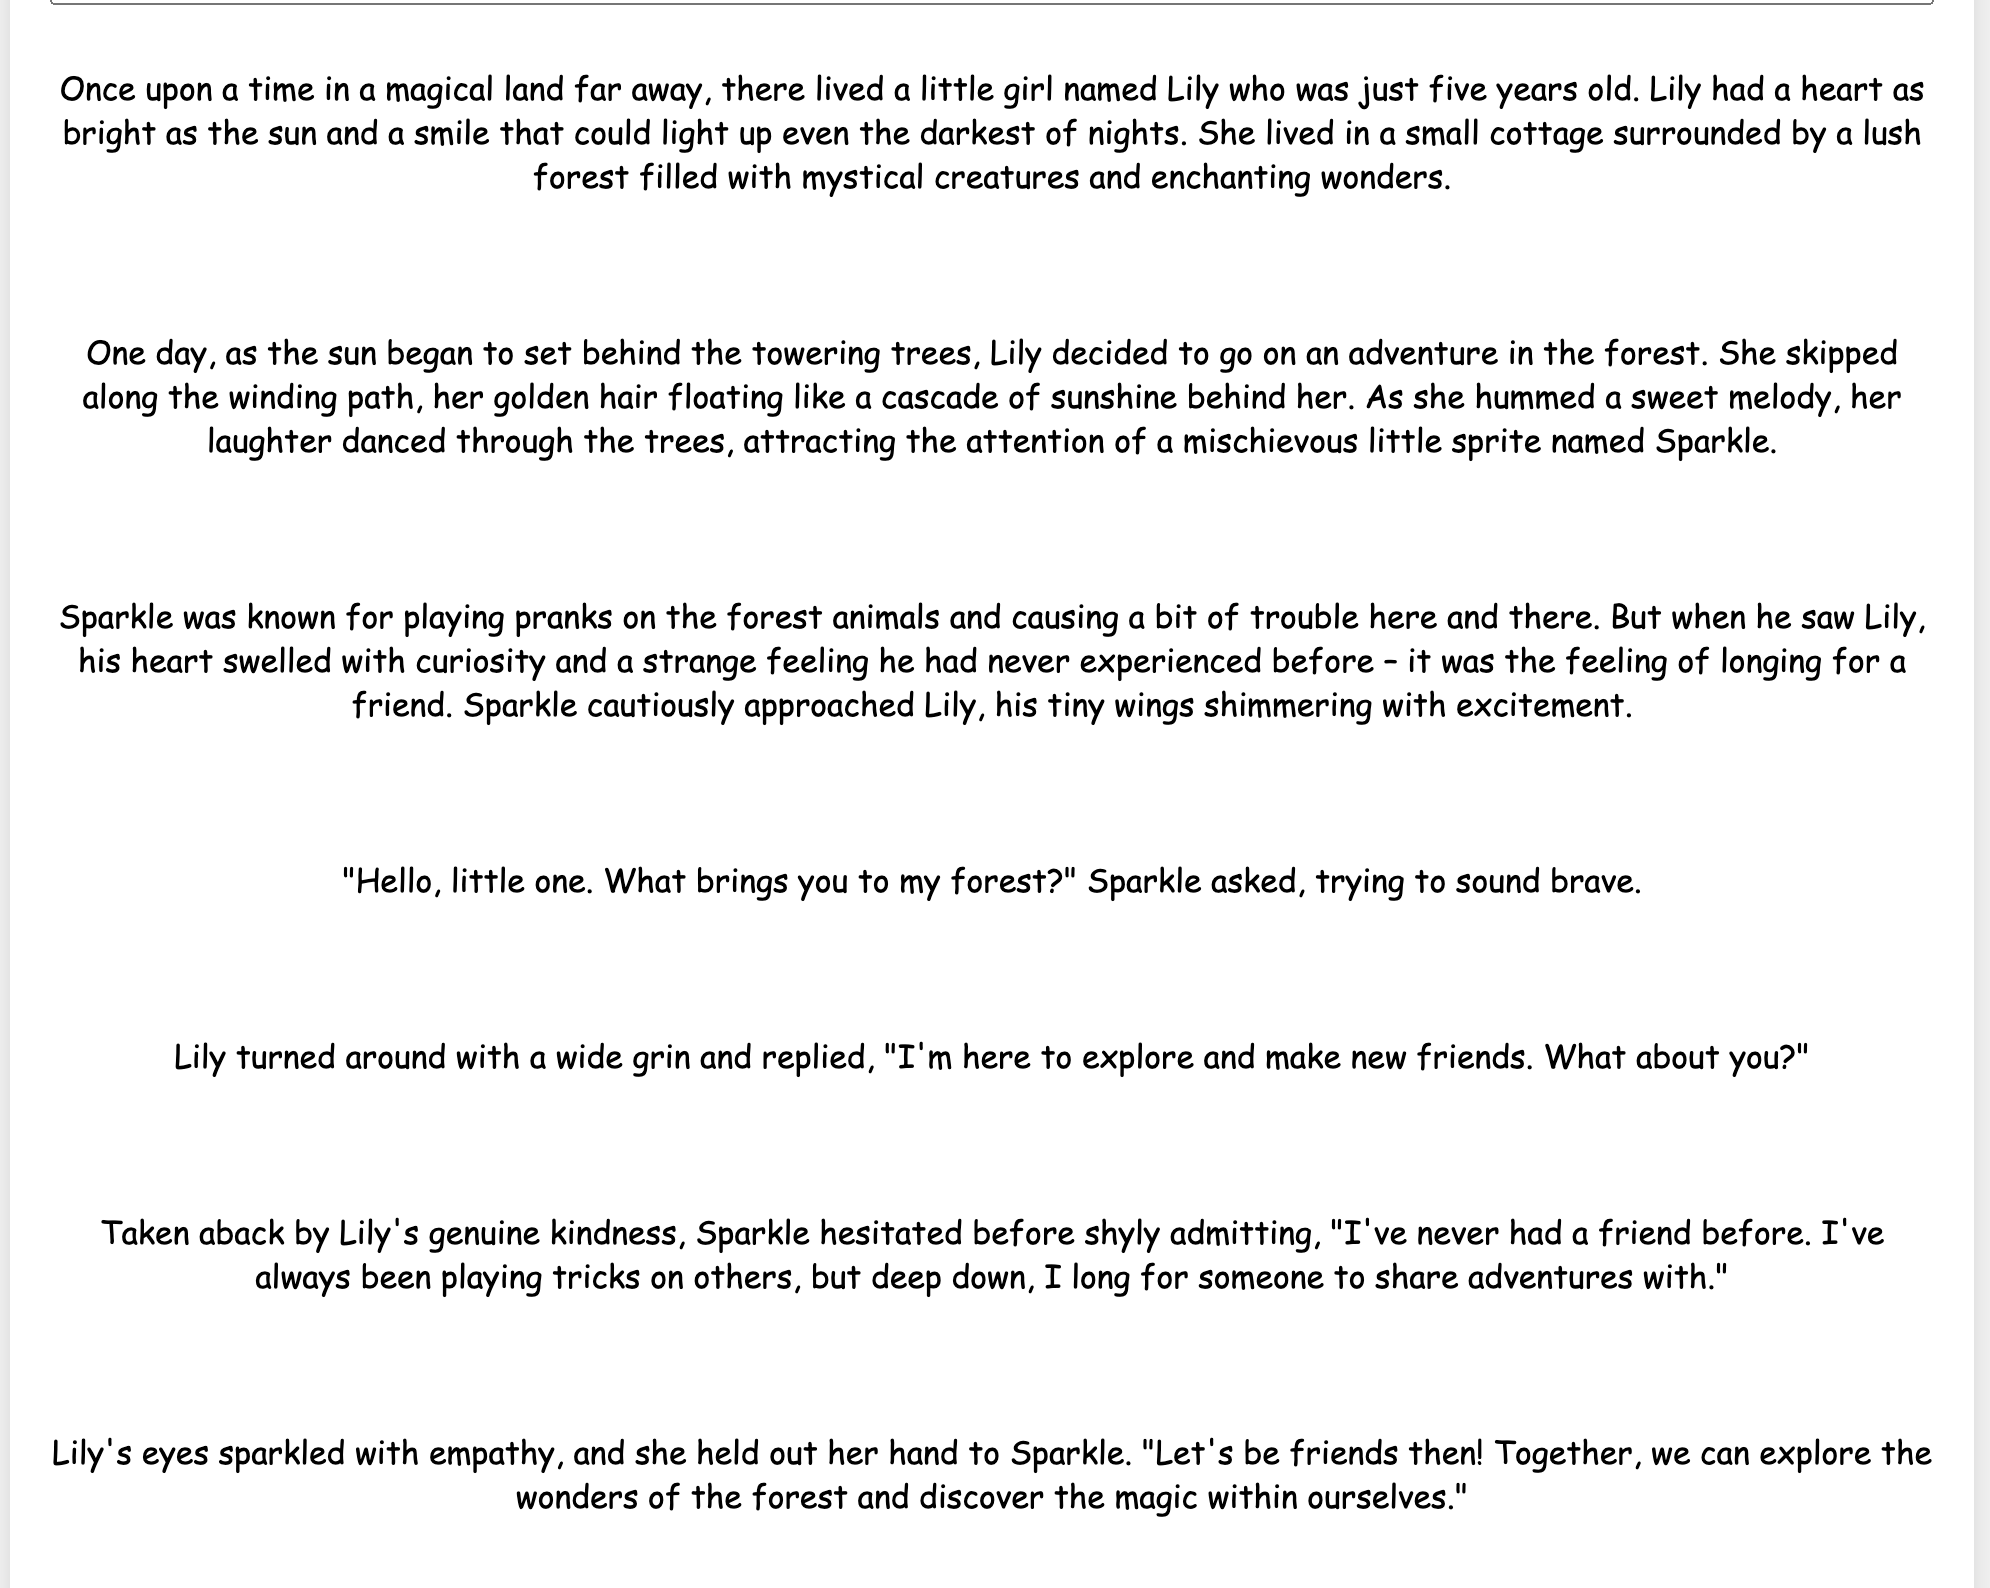 Once upon a time in a magical land far away, there lived a little girl named Lily who was just five years old. Lily had a heart as
bright as the sun and a smile that could light up even the darkest of nights. She lived in a small cottage surrounded by a lush
forest filled with mystical creatures and enchanting wonders.
One day, as the sun began to set behind the towering trees, Lily decided to go on an adventure in the forest. She skipped
along the winding path, her golden hair floating like a cascade of sunshine behind her. As she hummed a sweet melody, her
laughter danced through the trees, attracting the attention of a mischievous little sprite named Sparkle.
Sparkle was known for playing pranks on the forest animals and causing a bit of trouble here and there. But when he saw Lily,
his heart swelled with curiosity and a strange feeling he had never experienced before – it was the feeling of longing for a
friend. Sparkle cautiously approached Lily, his tiny wings shimmering with excitement.
"Hello, little one. What brings you to my forest?" Sparkle asked, trying to sound brave.
Lily turned around with a wide grin and replied, "I'm here to explore and make new friends. What about you?"
Taken aback by Lily's genuine kindness, Sparkle hesitated before shyly admitting, "I've never had a friend before. I've
always been playing tricks on others, but deep down, I long for someone to share adventures with."
Lily's eyes sparkled with empathy, and she held out her hand to Sparkle. "Let's be friends then! Together, we can explore the
wonders of the forest and discover the magic within ourselves."